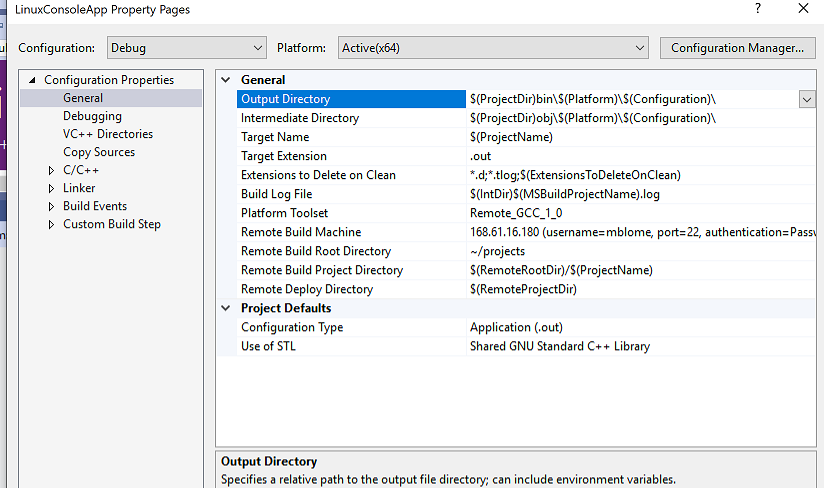 LinuxConsoleApp Property Pages ?
Configuration: Debug Platform: Active(x64) Configuration Manager...
Configuration Properties
General
Debugging
VC++ Directories
Copy Sources
C/C++
Linker
Build Events
Custom Build Step
General
Output Directory $(ProjectDir)bin\$(Platform)\$(Configuration)\
Intermediate Directory $(ProjectDir)obj\$(Platform)\$(Configuration)\
Target Name $(ProjectName)
Target Extension .out
Extensions to Delete on Clean *.d;*.tlog;$(ExtensionsToDeleteOnClean)
Build Log File $(IntDir)$(MSBuildProjectName).log
Platform Toolset Remote_GCC_1_0
Remote Build Machine 168.61.16.180 (username=mblome, port=22, authentication=Passw
Remote Build Root Directory ~/projects
Remote Build Project Directory $(RemoteRootDir)/$(ProjectName)
Remote Deploy Directory $(RemoteProjectDir)
Project Defaults
Configuration Type Application (.out)
Use of STL Shared GNU Standard C++ Library
Output Directory
Specifies a relative path to the output file directory; can include environment variables.